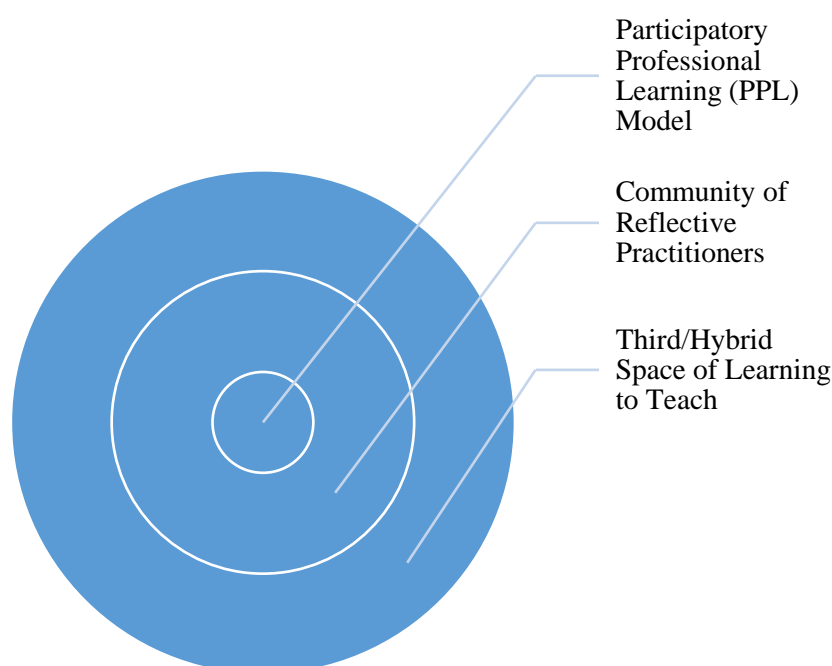 Participatory
Professional
Learning (PPL)
Model
Community of
Reflective
Practitioners
Third/Hybrid
Space of Learning
to Teach